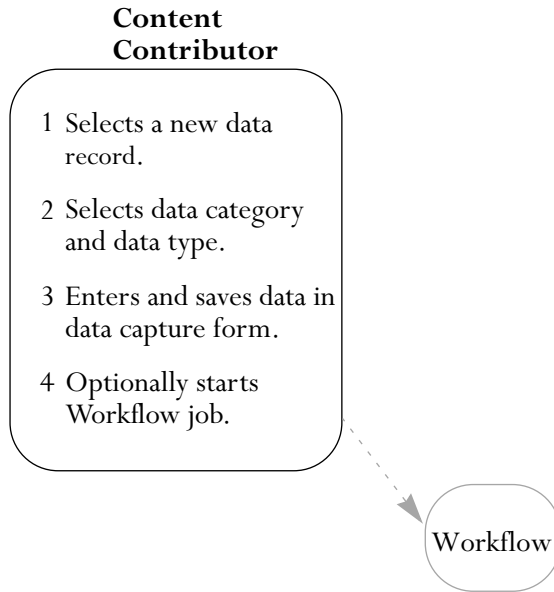 Content
Contributor
1 Selects a new data
record.
2 Selects data category
and data type.
3 Enters and saves data in
data capture form.
4 Optionally starts
Workflow job.
Workflow